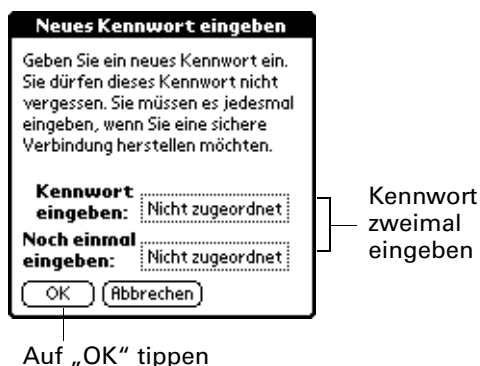 Neues Kennwort eingeben
Geben Sie ein neues Kennwort ein.
Sie dürfen dieses Kennwort nicht
vergessen. Sie müssen es jedesmal
eingeben, wenn Sie eine sichere
Verbindung herstellen möchten.
Kennwort
eingeben: Nicht zugeordnet
Noch einmal
eingeben: Nicht zugeordnet
OK Abbrechen
Kennwort
zweimal
eingeben
Auf „OK“ tippen